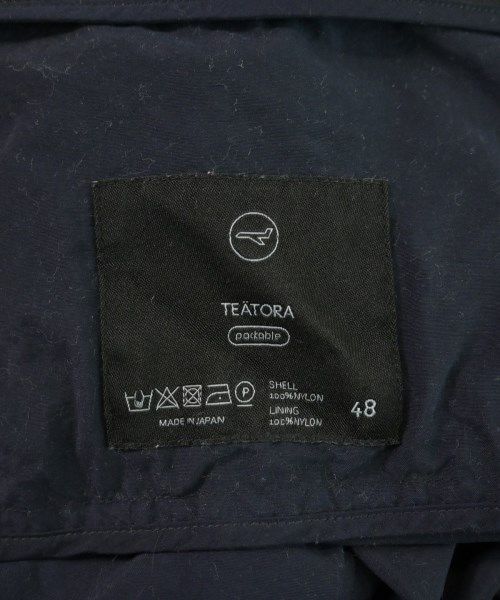 TEÄTORA
packable
P
SHELL
100%NYLON
LINING
100%NYLON
48
MADE IN JAPAN